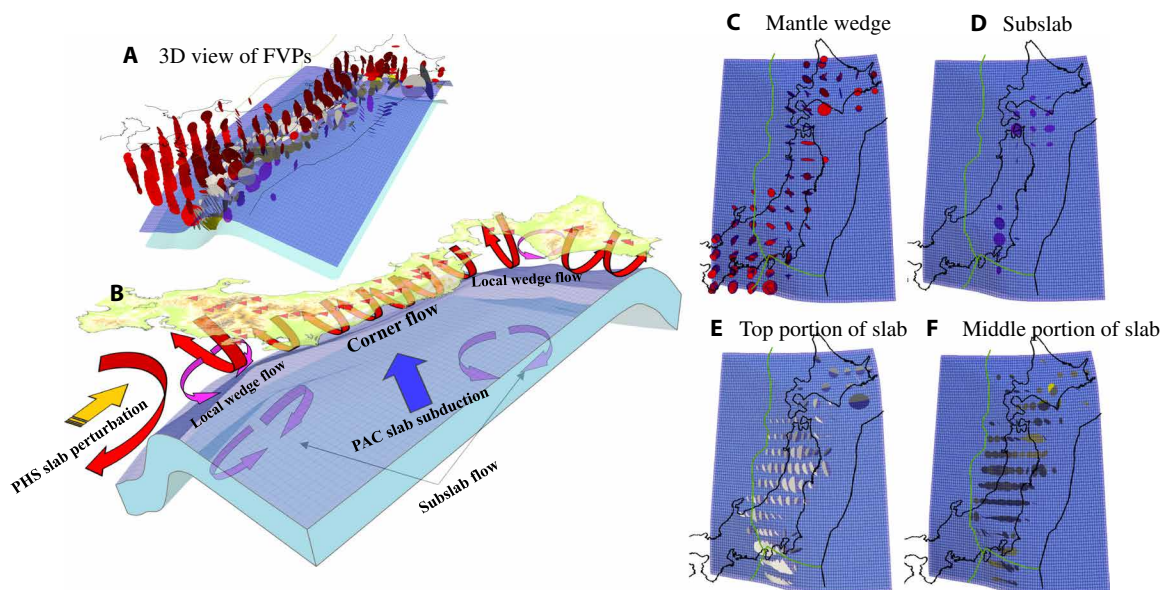 A 3D view of FVPs
B
Local wedge flow
Corner flow
Local wedge flow
PHS slab perturbation
PAC slab subduction
Subslab flow
C Mantle wedge
D Subslab
E Top portion of slab
F Middle portion of slab